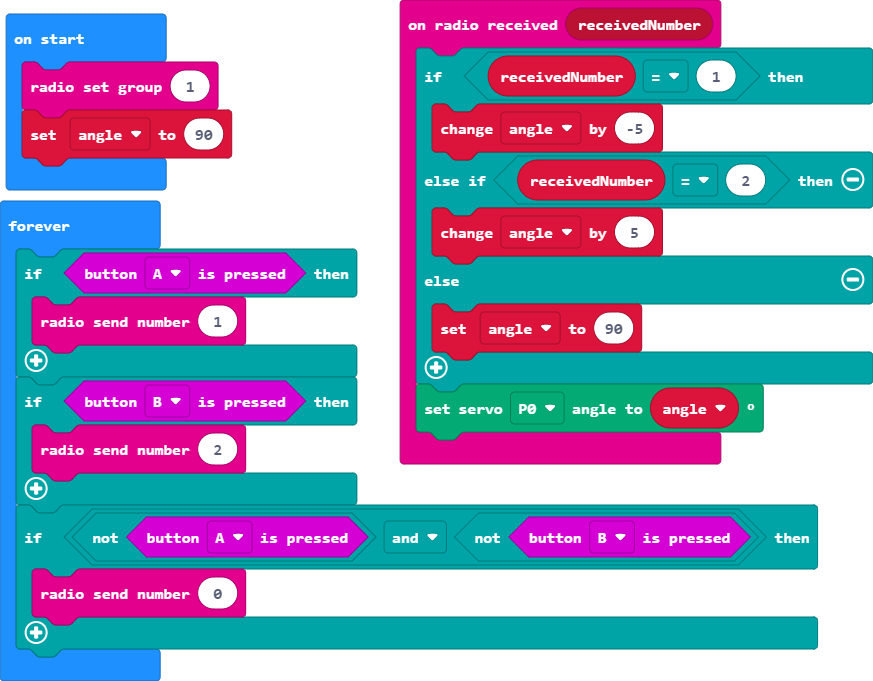 on start
radio set group 1
set angle to 90
forever
if button A is pressed then
radio send number 1
if button B is pressed then
radio send number 2
if not button A is pressed and not button B is pressed then
radio send number 0
on radio received receivedNumber
if receivedNumber = 1 then
change angle by -5
else if receivedNumber = 2 then
change angle by 5
else
set angle to 90
set servo P0 angle to angle °